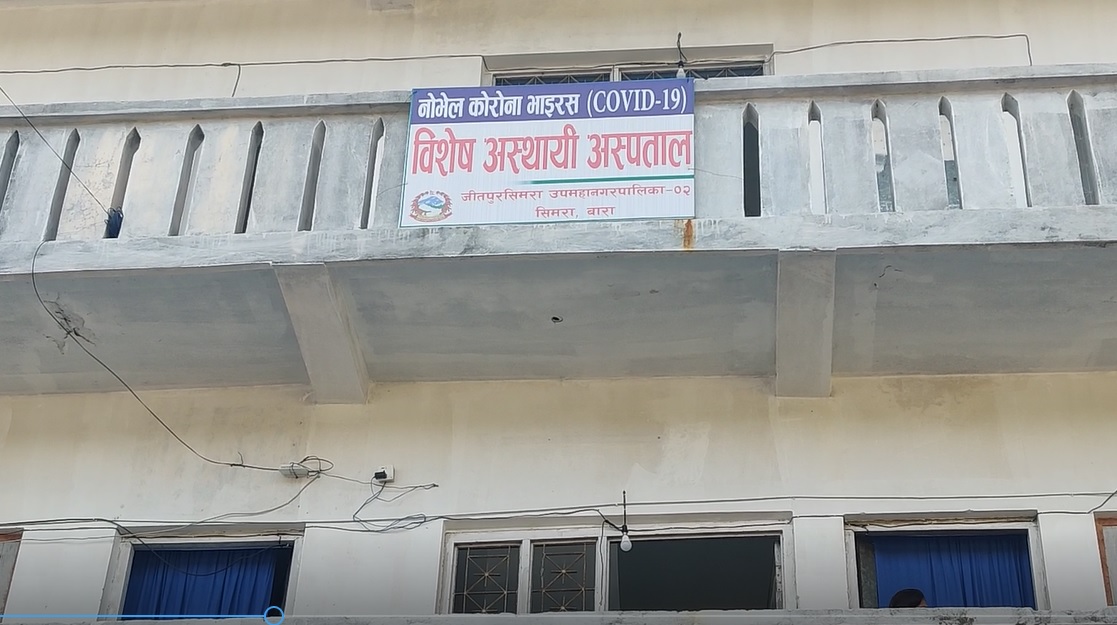 नोभेल कोरोना भाइरस (COVID-19)
विशेष अस्थायी अस्पताल
जीतपुरसिमरा उपमहानगरपालिका-०२
सिमरा, बारा